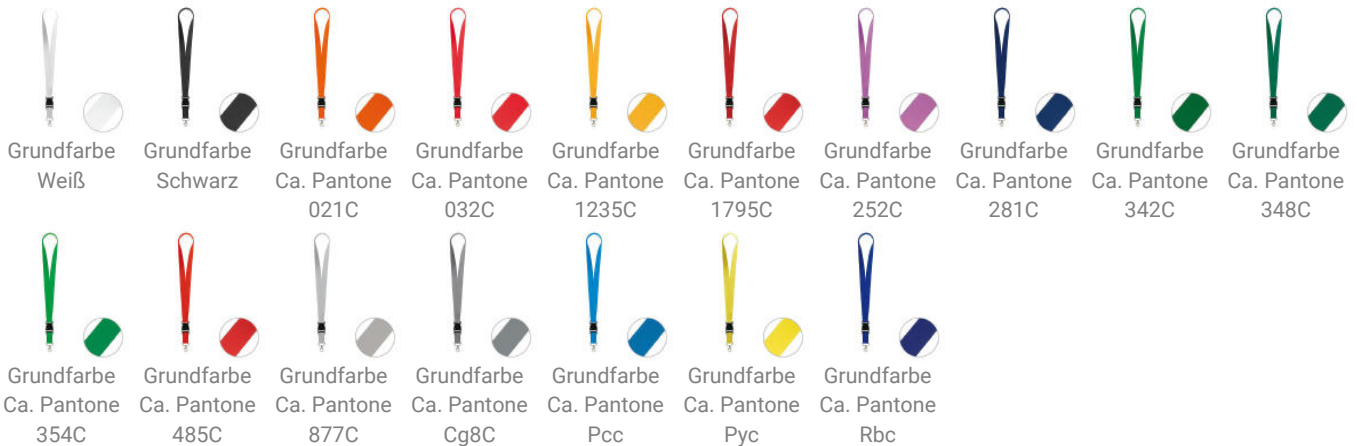 Grundfarbe Grundfarbe Grundfarbe Grundfarbe Grundfarbe Grundfarbe Grundfarbe Grundfarbe Grundfarbe Grundfarbe
Weiß Schwarz Ca. Pantone Ca. Pantone Ca. Pantone Ca. Pantone Ca. Pantone Ca. Pantone Ca. Pantone Ca. Pantone
021C 032C 1235C 1795C 252C 281C 342C 348C
Grundfarbe Grundfarbe Grundfarbe Grundfarbe Grundfarbe Grundfarbe Grundfarbe
Ca. Pantone Ca. Pantone Ca. Pantone Ca. Pantone Ca. Pantone Ca. Pantone Ca. Pantone
354C 485C 877C Cg8C Pcc Pyc Rbc